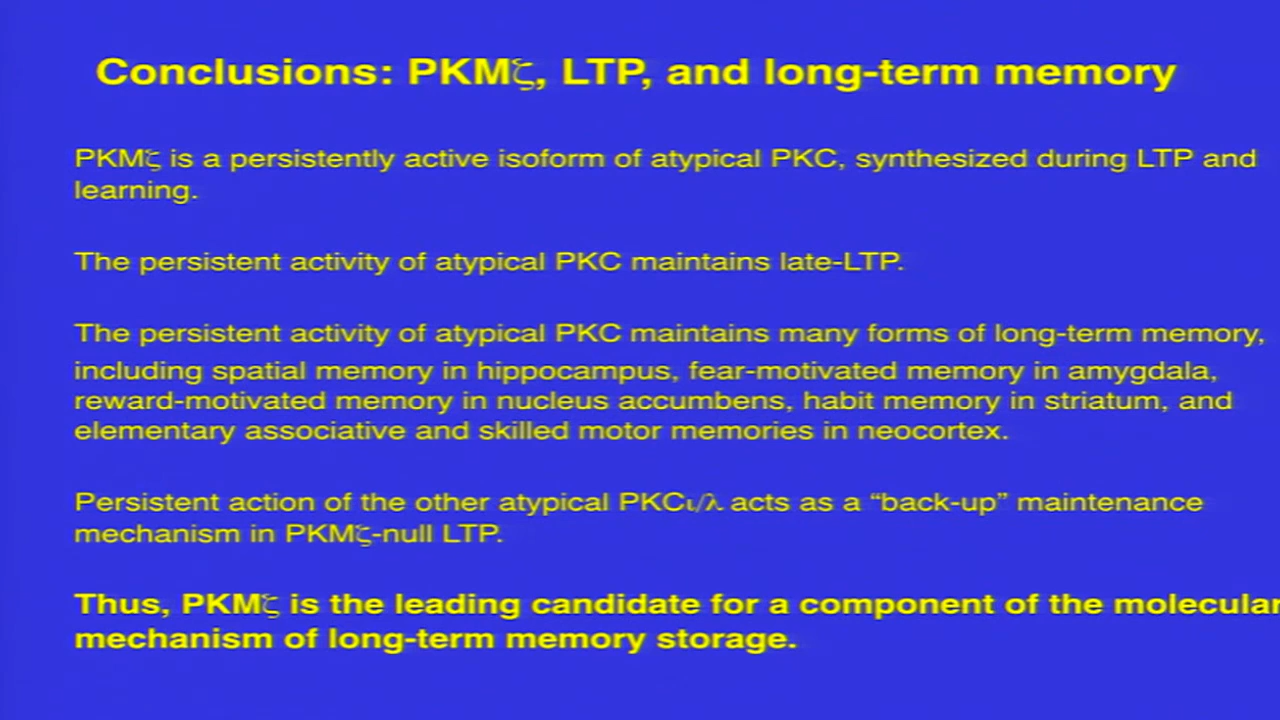 Conclusions: PKMζ, LTP, and long-term memory
PKMζ is a persistently active isoform of atypical PKC, synthesized during LTP and
learning.
The persistent activity of atypical PKC maintains late-LTP.
The persistent activity of atypical PKC maintains many forms of long-term memory,
including spatial memory in hippocampus, fear-motivated memory in amygdala,
reward-motivated memory in nucleus accumbens, habit memory in striatum, and
elementary associative and skilled motor memories in neocortex.
Persistent action of the other atypical PKCι/λ acts as a “back-up” maintenance
mechanism in PKMζ-null LTP.
Thus, PKMζ is the leading candidate for a component of the molecular
mechanism of long-term memory storage.